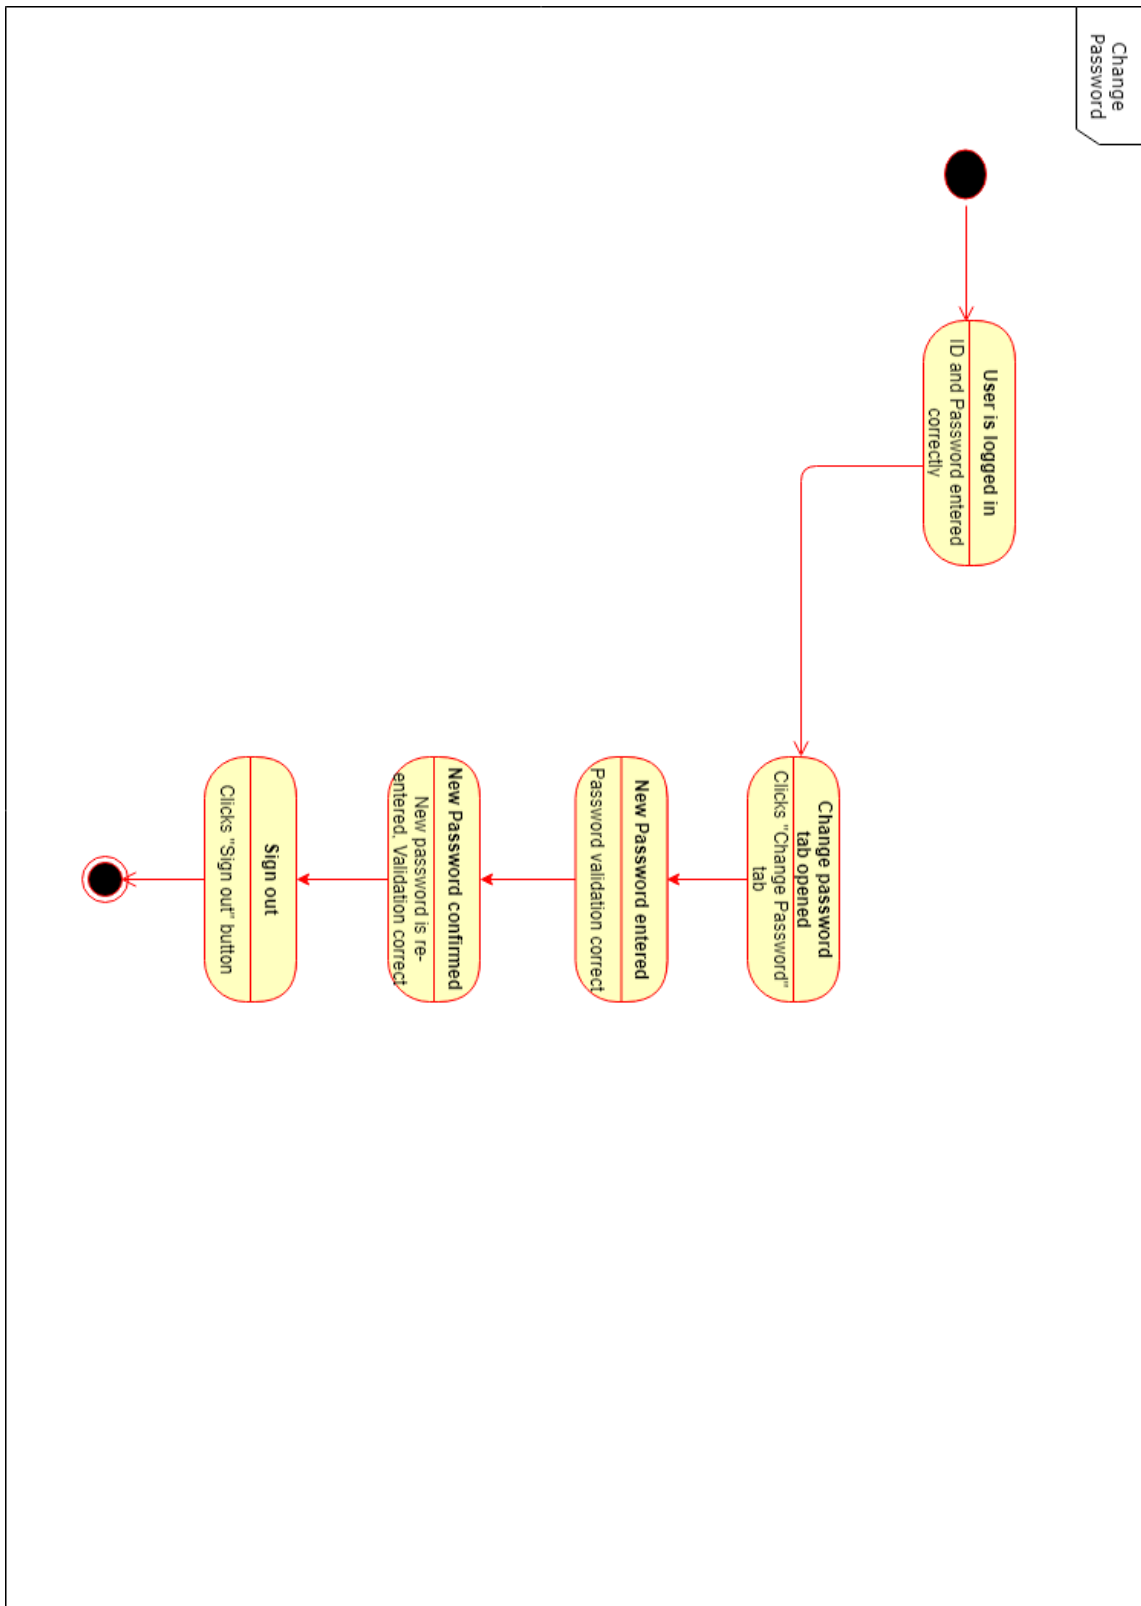 Change
Password
User is logged in
ID and Password entered
correctly
Change password
tab opened
Clicks "Change Password"
tab
New Password entered
Password validation correct
New Password confirmed
New password is re-
entered. Validation correct
Sign out
Clicks "Sign out" button